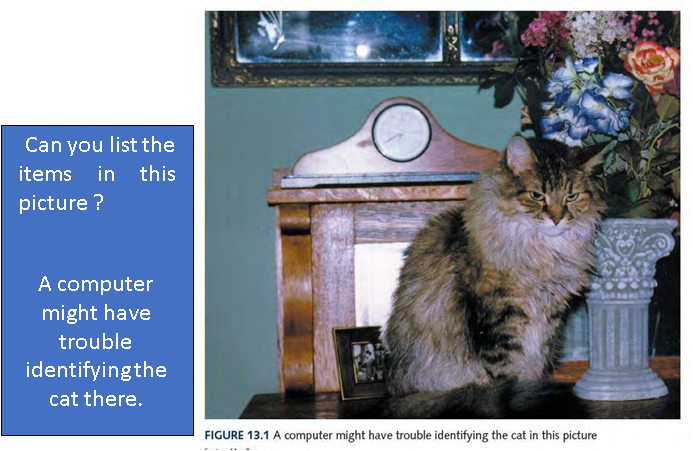 Can you list the
items in this
picture ?
A computer
might have
trouble
identifying the
cat there.
FIGURE 13.1 A computer might have trouble identifying the cat in this picture